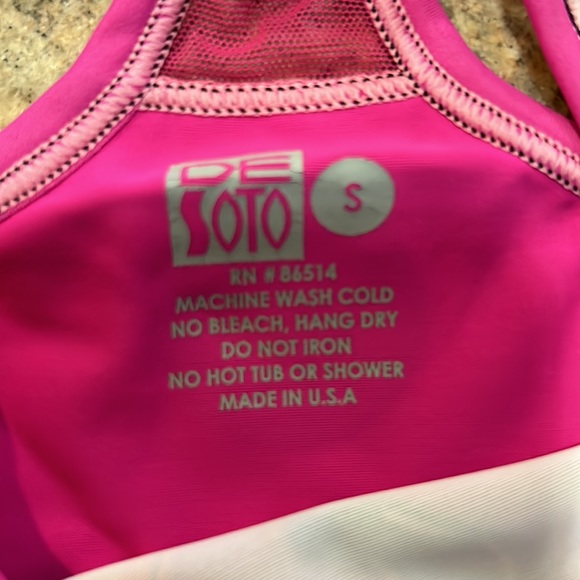 DE
SOTO
S
RN # 86514
MACHINE WASH COLD
NO BLEACH, HANG DRY
DO NOT IRON
NO HOT TUB OR SHOWER
MADE IN U.S.A